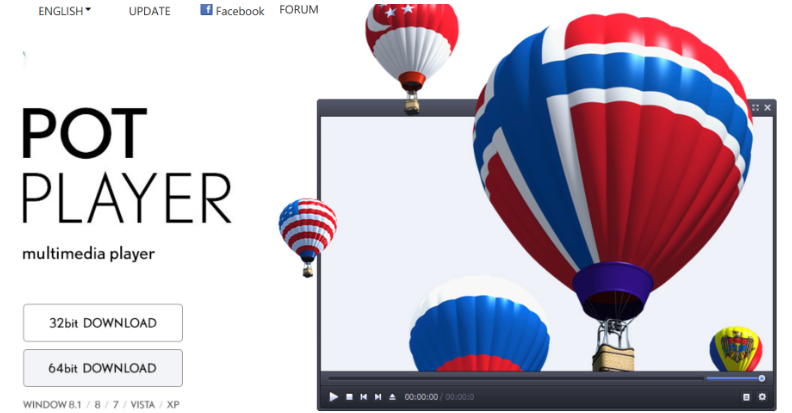 ENGLISH UPDATE Facebook FORUM
POT
PLAYER
multimedia player
32bit DOWNLOAD
64bit DOWNLOAD
WINDOW 8.1 / 8 / 7 / VISTA / XP
00:00:00 / 00:00:0